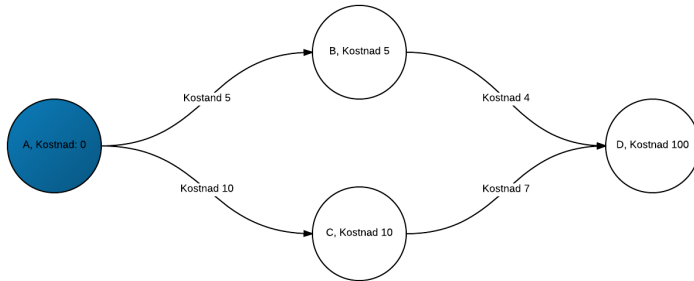 B, Kostnad 5
Kostand 5
Kostnad 4
A, Kostnad: 0
D, Kostnad 100
Kostnad 10
Kostnad 7
C, Kostnad 10